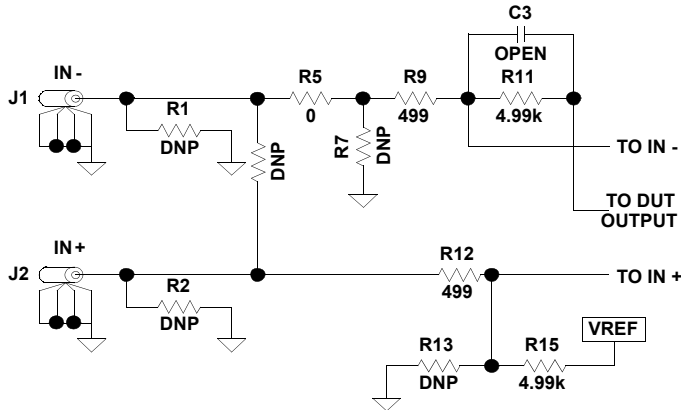 C3
OPEN
IN -
J1
R1
DNP
R5
0
R9
499
R11
4.99k
R7
DNP
DNP
TO IN -
TO DUT
OUTPUT
IN +
J2
R2
DNP
R12
499
TO IN +
VREF
R13
DNP
R15
4.99k